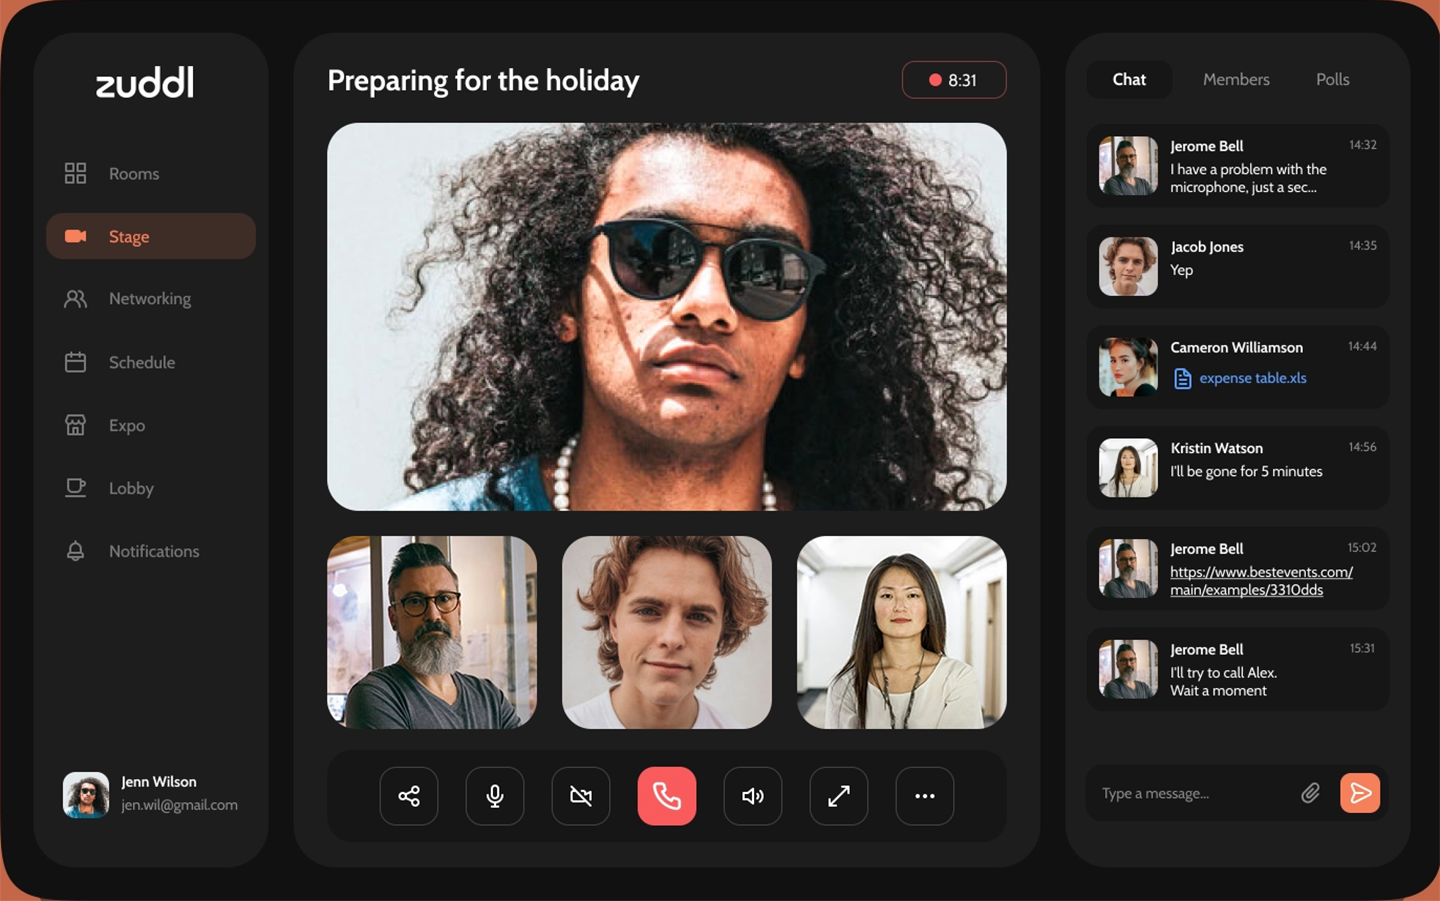 zuddl
Rooms
Stage
Networking
Schedule
Expo
Lobby
Notifications
Jenn Wilson
jen.wil@gmail.com
Preparing for the holiday
8:31
Chat
Members
Polls
Jerome Bell
14:32
I have a problem with the
microphone, just a sec...
Jacob Jones
14:35
Yep
Cameron Williamson
14:44
expense table.xls
Kristin Watson
14:56
I'll be gone for 5 minutes
Jerome Bell
15:02
https://www.bestevents.com/
main/examples/3310dds
Jerome Bell
15:31
I'll try to call Alex.
Wait a moment
Type a message...